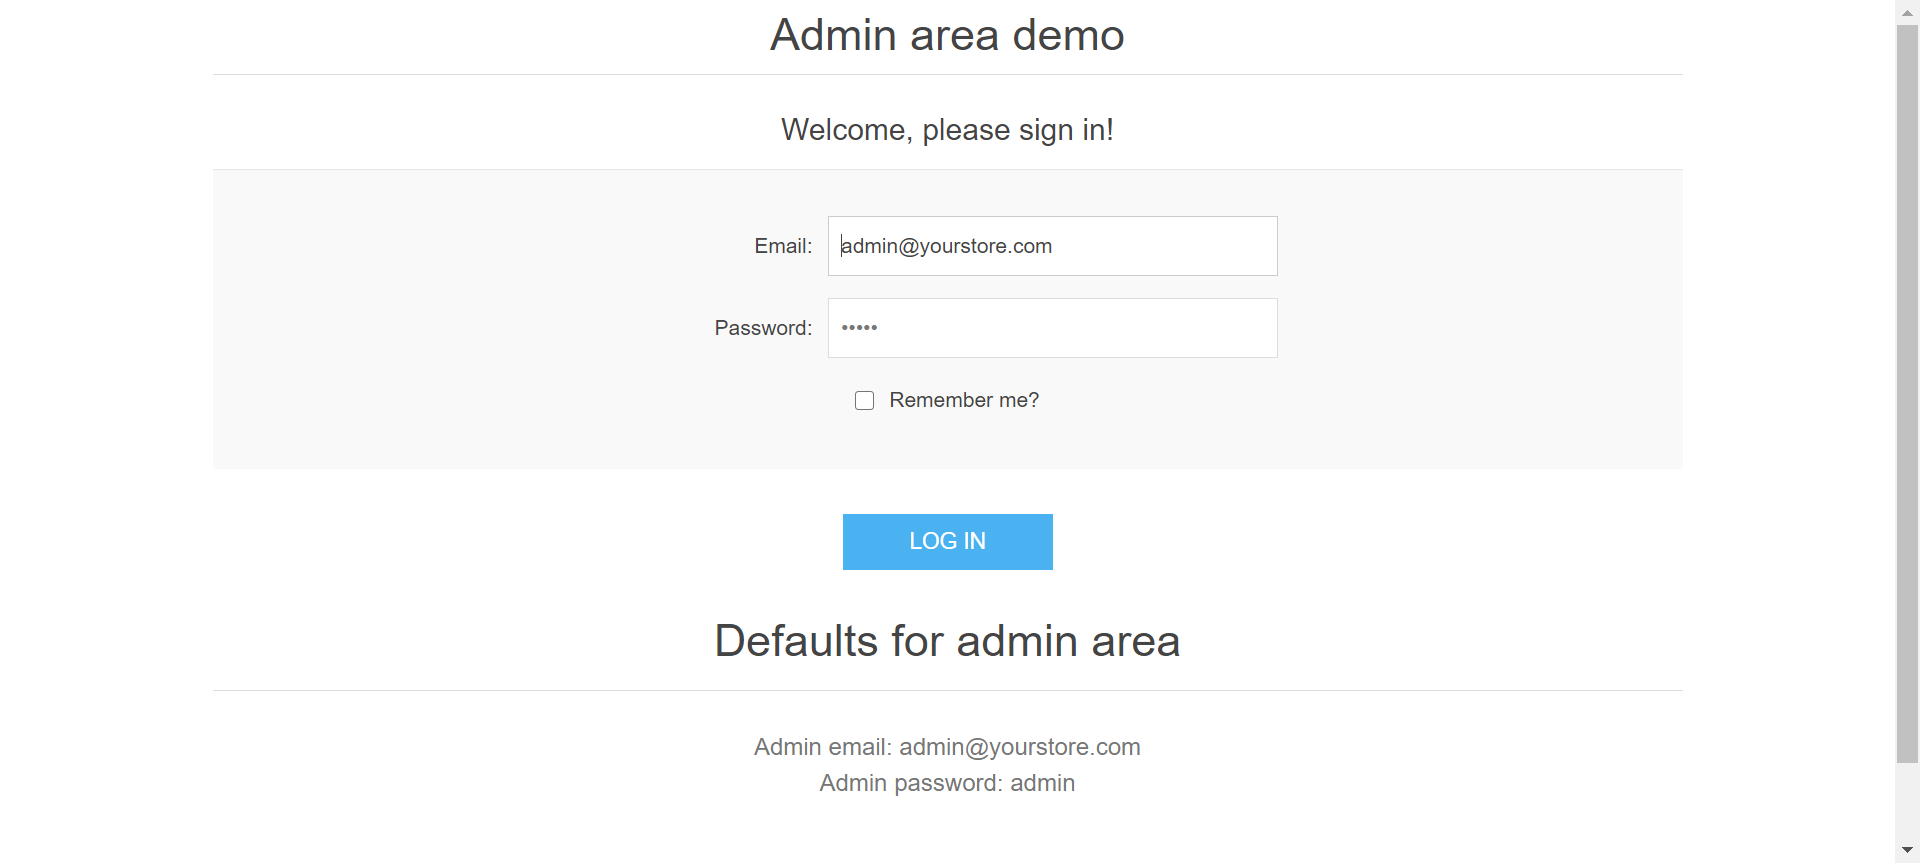 Admin area demo
Welcome, please sign in!
Email: admin@yourstore.com
Password: •••••
Remember me?
LOG IN
Defaults for admin area
Admin email: admin@yourstore.com
Admin password: admin